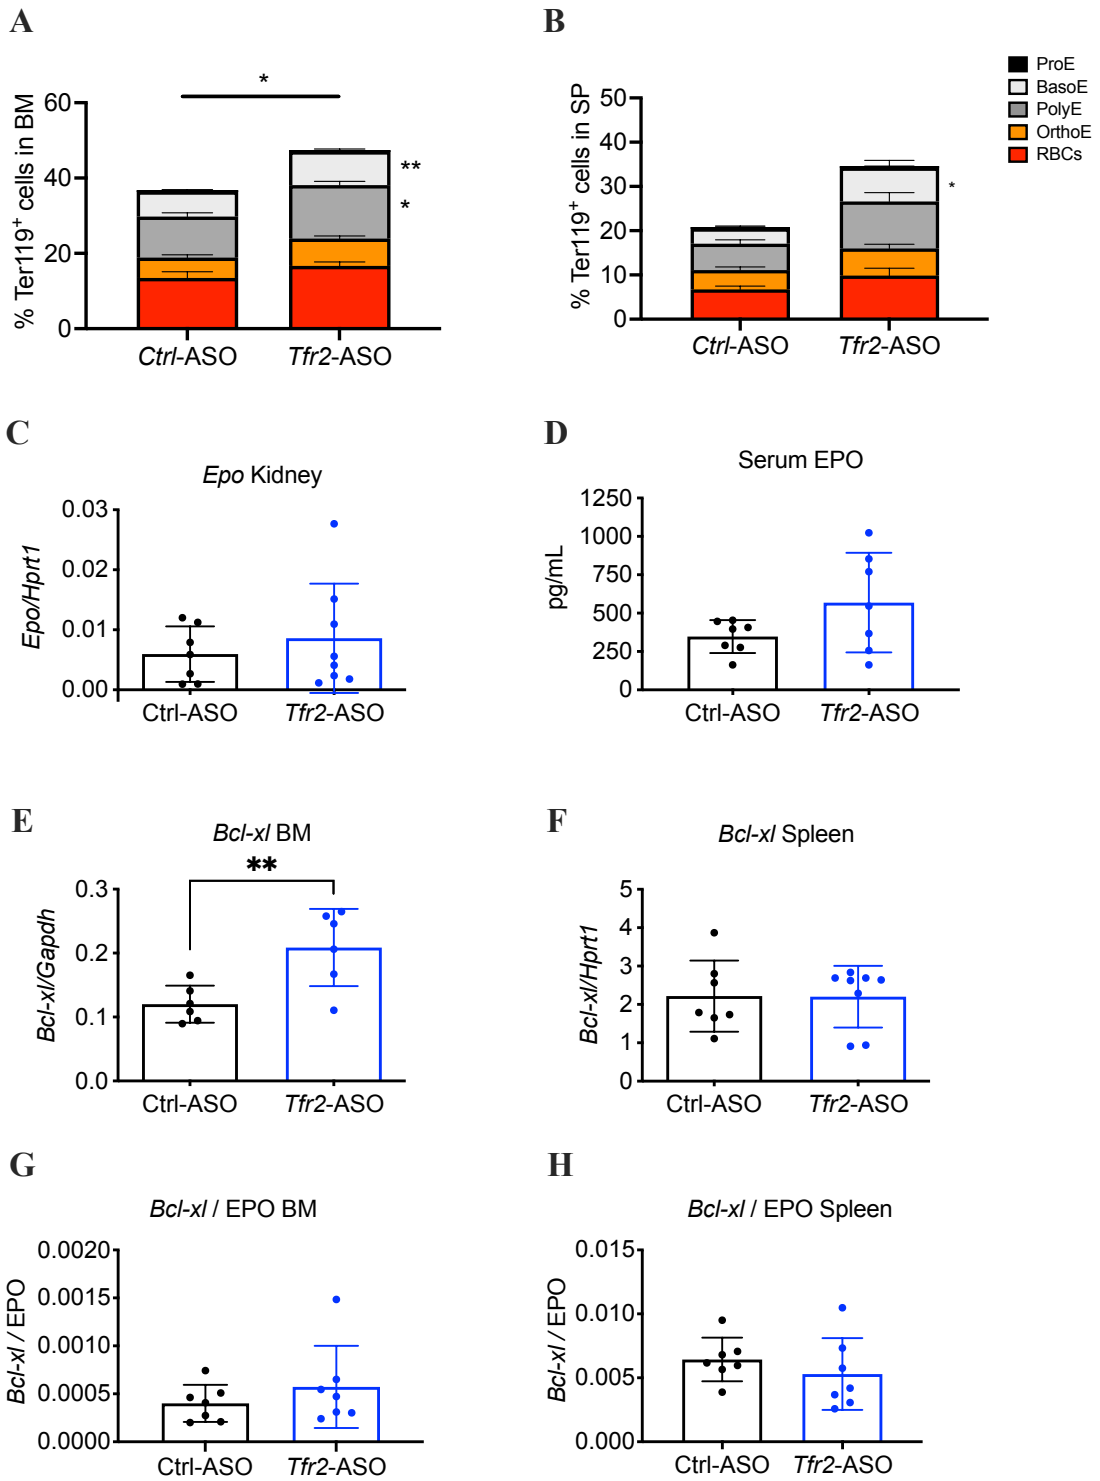 A
B
ProE
BasoE
PolyE
OrthoE
RBCs
% Ter119+ cells in BM
60
40
20
0
*
**
*
Ctrl-ASO
Tfr2-ASO
% Ter119+ cells in SP
50
40
30
20
10
0
*
Ctrl-ASO
Tfr2-ASO
C
Epo Kidney
Epo/Hprt1
0.03
0.02
0.01
0.00
Ctrl-ASO
Tfr2-ASO
D
Serum EPO
pg/mL
1250
1000
750
500
250
0
Ctrl-ASO
Tfr2-ASO
E
Bcl-xl BM
**
Bcl-xl/Gapdh
0.3
0.2
0.1
0.0
Ctrl-ASO
Tfr2-ASO
F
Bcl-xl Spleen
Bcl-xl/Hprt1
5
4
3
2
1
0
Ctrl-ASO
Tfr2-ASO
G
Bcl-xl / EPO BM
Bcl-xl / EPO
0.0020
0.0015
0.0010
0.0005
0.0000
Ctrl-ASO
Tfr2-ASO
H
Bcl-xl / EPO Spleen
Bcl-xl / EPO
0.015
0.010
0.005
0.000
Ctrl-ASO
Tfr2-ASO